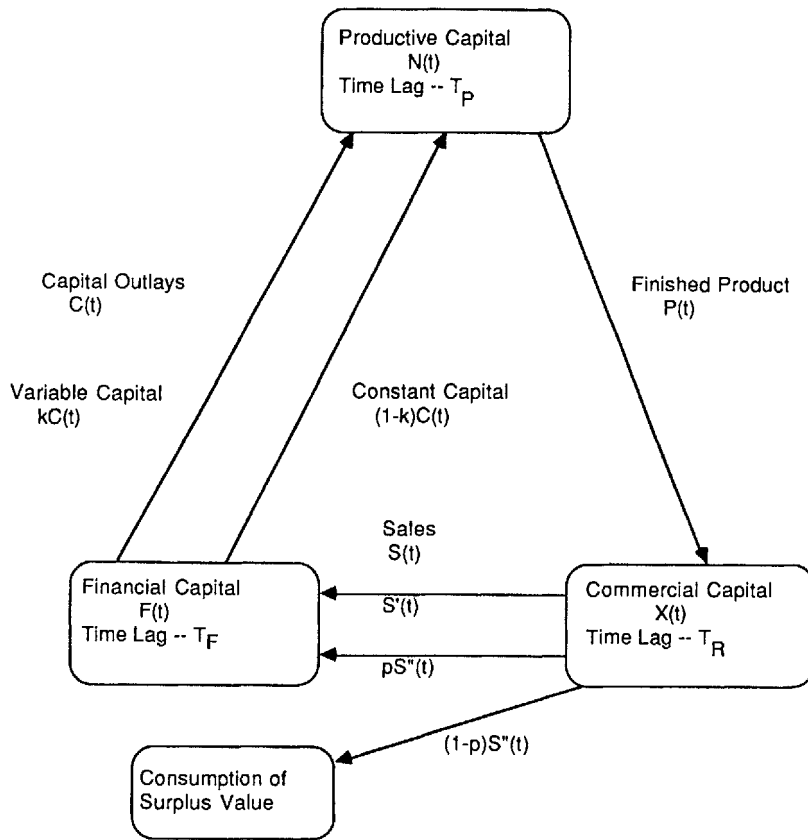 Productive Capital
N(t)
Time Lag -- T_P
Capital Outlays
C(t)
Finished Product
P(t)
Variable Capital
kC(t)
Constant Capital
(1-k)C(t)
Sales
S(t)
Financial Capital
F(t)
Time Lag -- T_F
S'(t)
pS"(t)
Commercial Capital
X(t)
Time Lag -- T_R
(1-p)S"(t)
Consumption of
Surplus Value